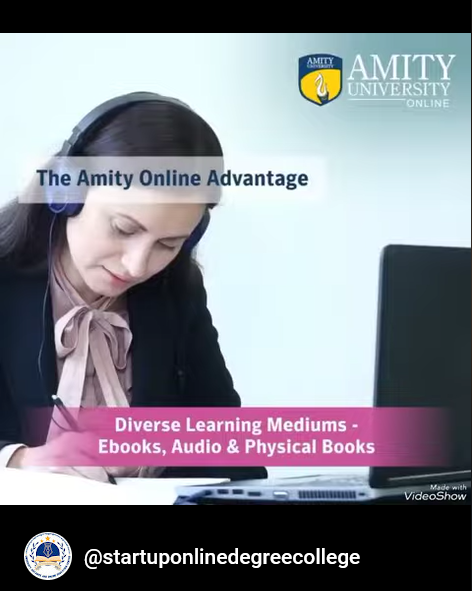 AMITY
UNIVERSITY
AMITY
UNIVERSITY
ONLINE
The Amity Online Advantage
Diverse Learning Mediums -
Ebooks, Audio & Physical Books
Made with
VideoShow
@startuponlinedegreecollege